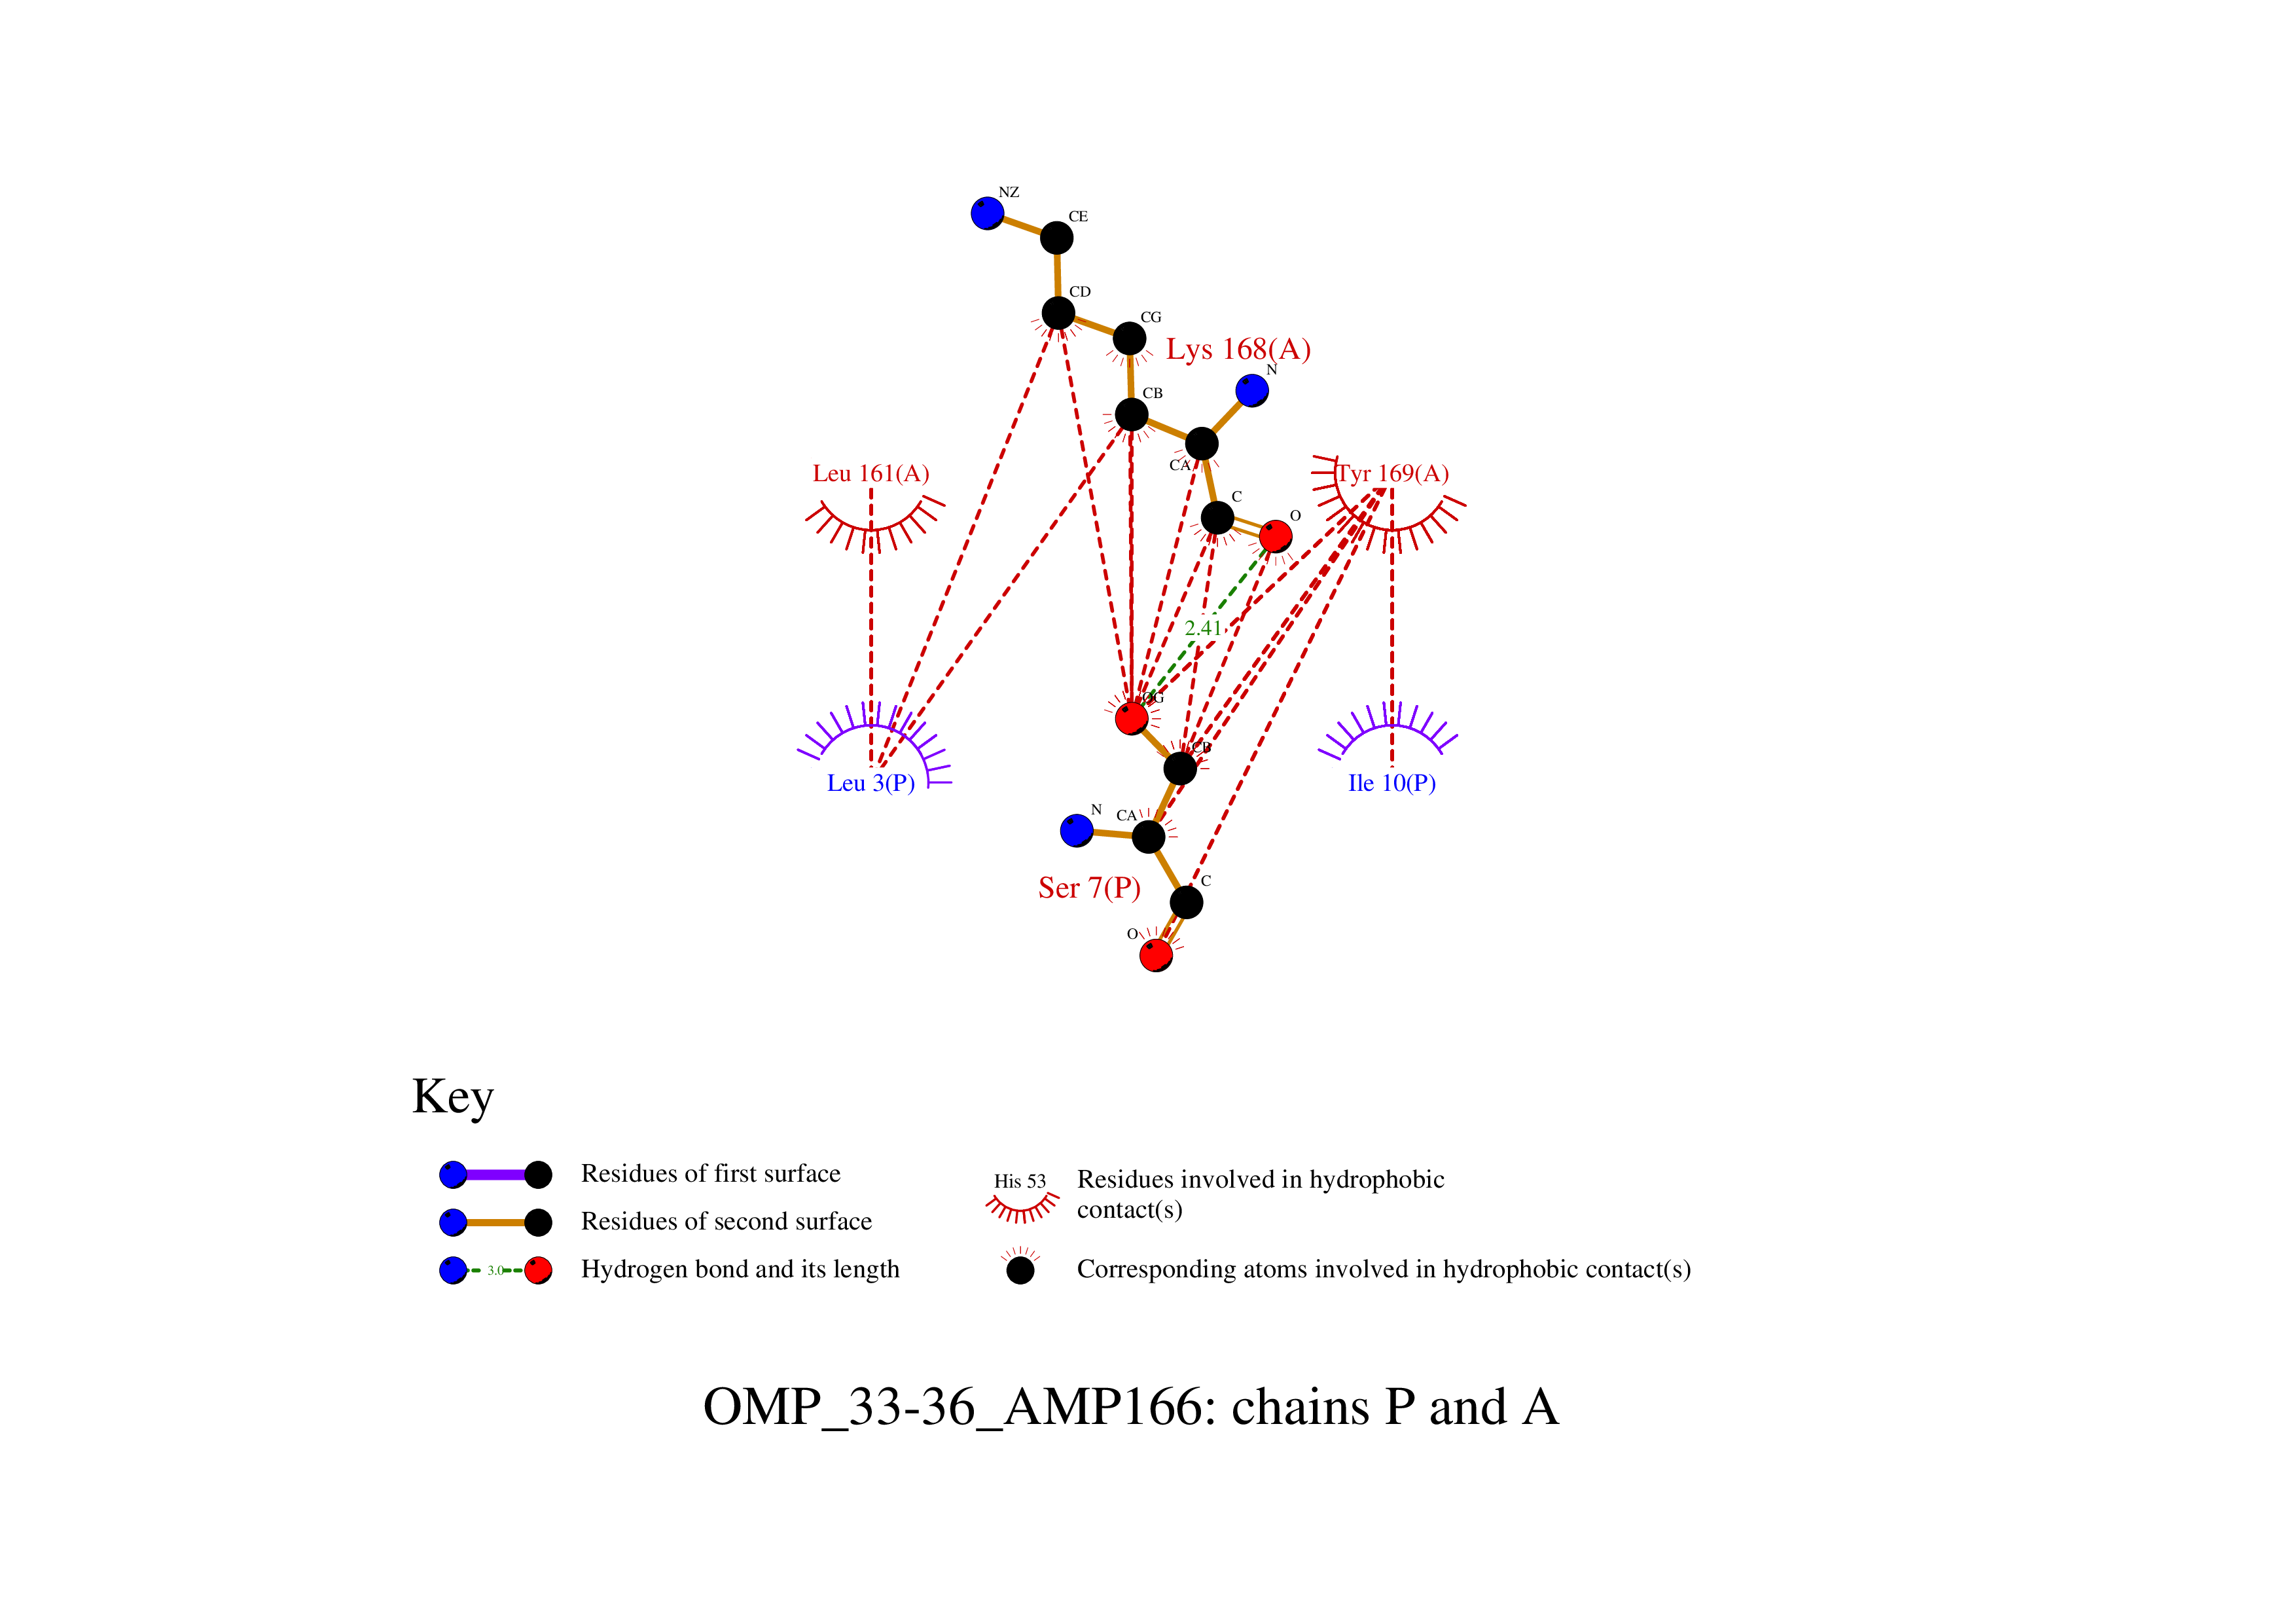 NZ
CE
CD
CG
Lys 168(A)
N
CB
CA
Leu 161(A)
Tyr 169(A)
C
O
2.41
OG
CB
Leu 3(P)
Ile 10(P)
N
CA
Ser 7(P)
C
O
Key
Residues of first surface
Residues of second surface
3.0
Hydrogen bond and its length
His 53
Residues involved in hydrophobic
contact(s)
Corresponding atoms involved in hydrophobic contact(s)
OMP_33-36_AMP166: chains P and A